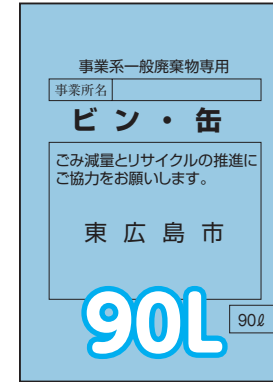 事業系一般廃棄物専用
事業所名
ビン・缶
ごみ減量とリサイクルの推進に
ご協力をお願いします。
東広島市
90L
90ℓ